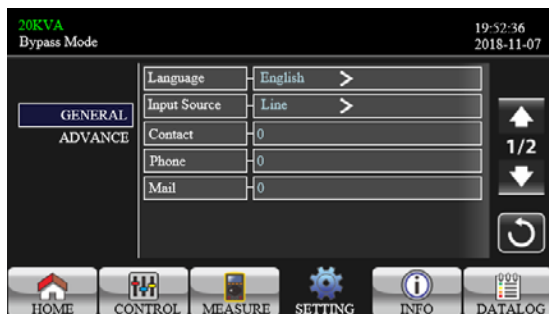 20KVA
Bypass Mode
19:52:36
2018-11-07
GENERAL
ADVANCE
Language English >
Input Source Line >
Contact 0
Phone 0
Mail 0
1/2
HOME CONTROL MEASURE SETTING INFO DATALOG